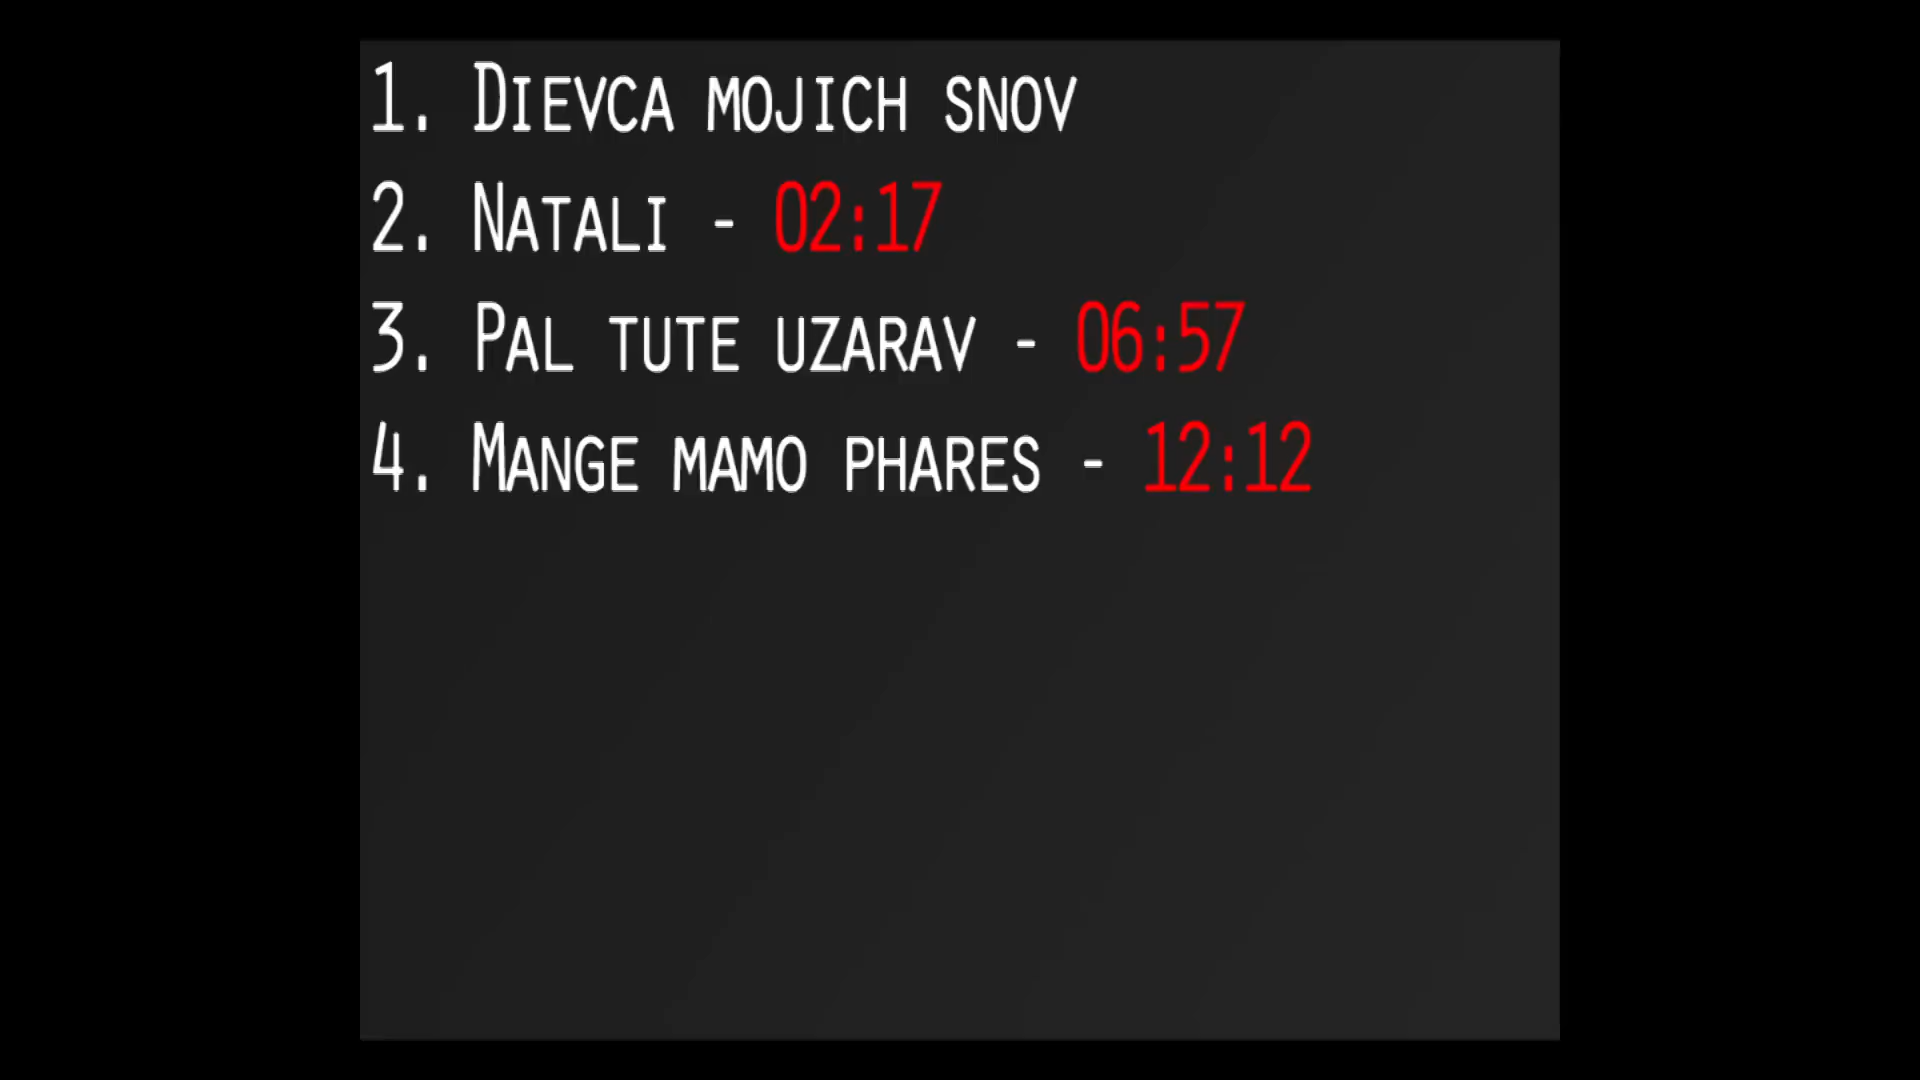 1. Dievca mojich snov
2. Natali - 02:17
3. Pal tute uzarav - 06:57
4. Mange mamo phares - 12:12